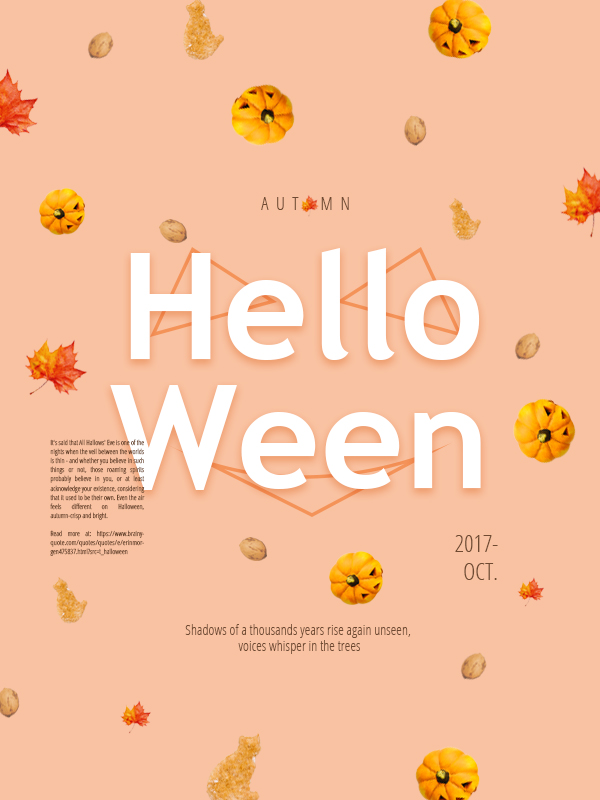 AUTMN
Hello
Ween
It's said that All Hallows' Eve is one of the
nights when the veil between the worlds
is thin - and whether you believe in such
things or not, those roaming spirits
probably believe in you, or at least
acknowledge your existence, considering
that it used to be their own. Even the air
feels different on Halloween,
autumn-crisp and bright.
Read more at: https://www.brainy-
quote.com/quotes/quotes/e/erinmor-
gen475837.html?src=t_halloween
2017-
OCT.
Shadows of a thousands years rise again unseen,
voices whisper in the trees